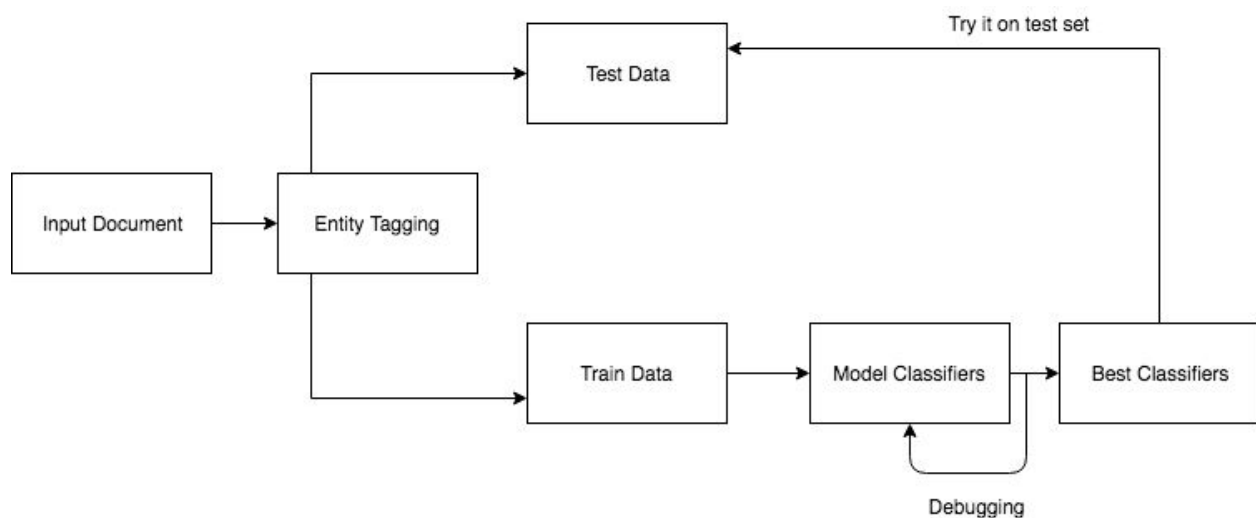 Try it on test set
Test Data
Input Document
Entity Tagging
Train Data
Model Classifiers
Best Classifiers
Debugging